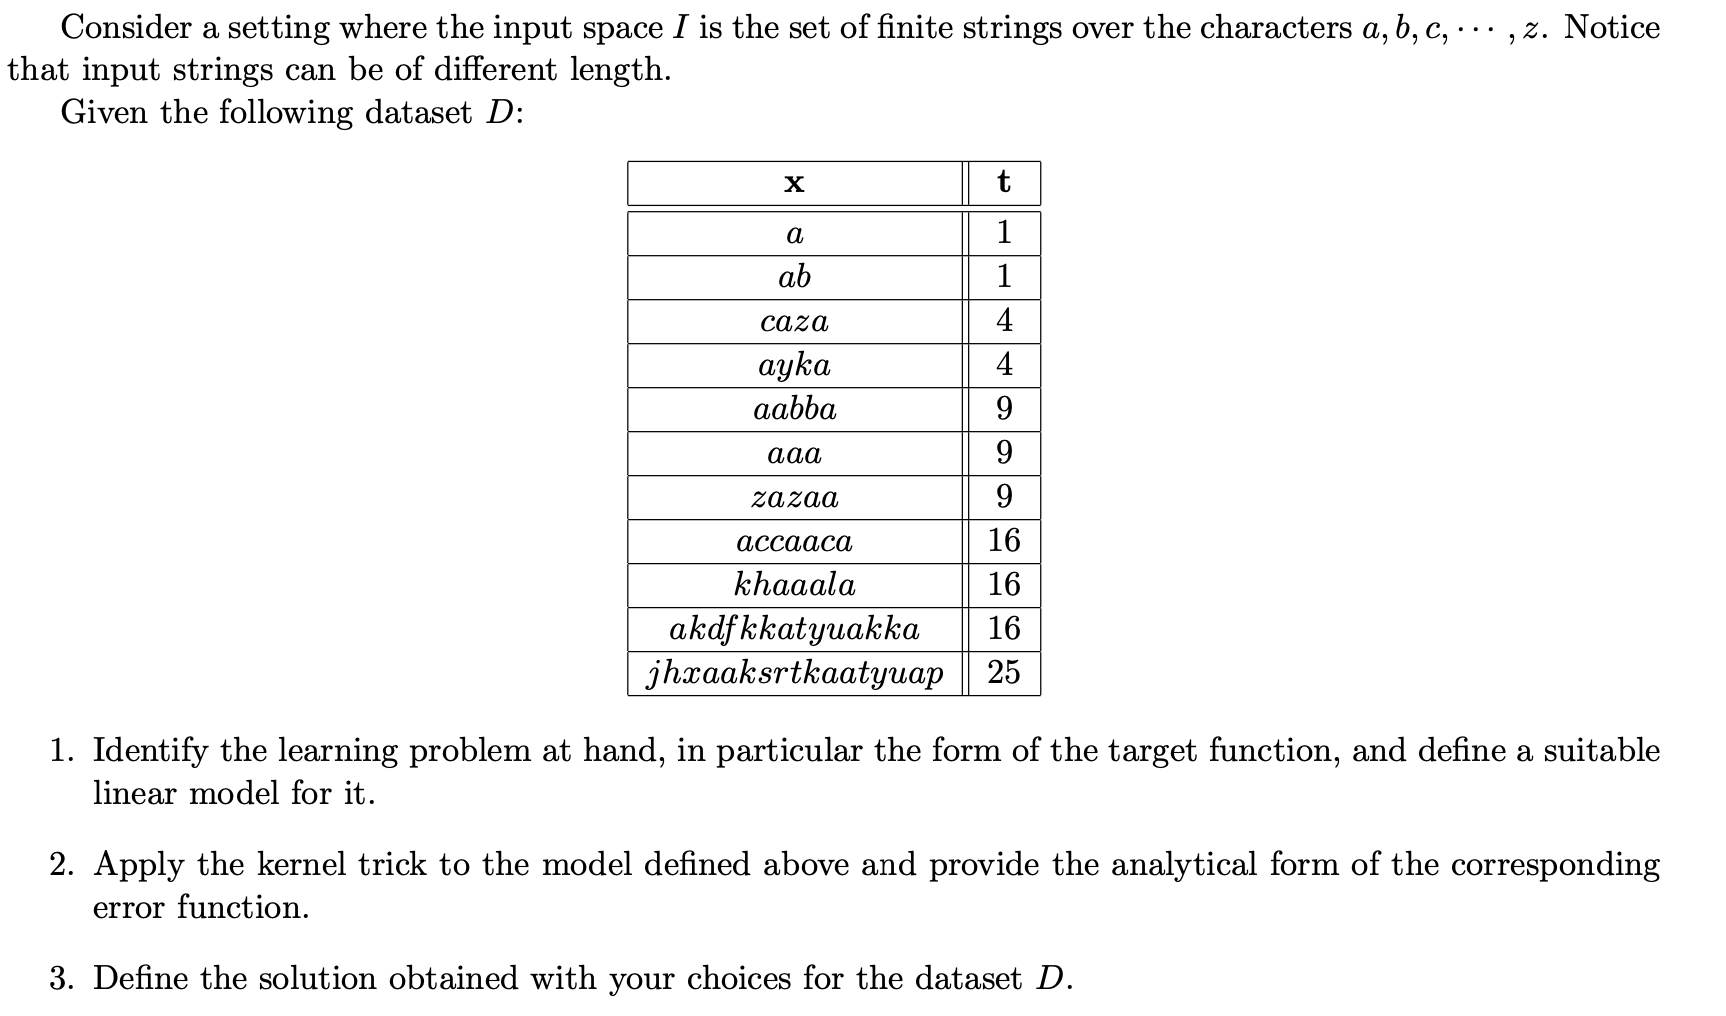 Consider a setting where the input space I is the set of finite strings over the characters a, b, c, ··· , z. Notice
that input strings can be of different length.
Given the following dataset D:
x t
a 1
ab 1
caza 4
ayka 4
aabba 9
aaa 9
zazaa 9
accaaca 16
khaaala 16
akdfkkatyuakka 16
jhxaaksrtkaatyuap 25
1. Identify the learning problem at hand, in particular the form of the target function, and define a suitable
linear model for it.
2. Apply the kernel trick to the model defined above and provide the analytical form of the corresponding
error function.
3. Define the solution obtained with your choices for the dataset D.